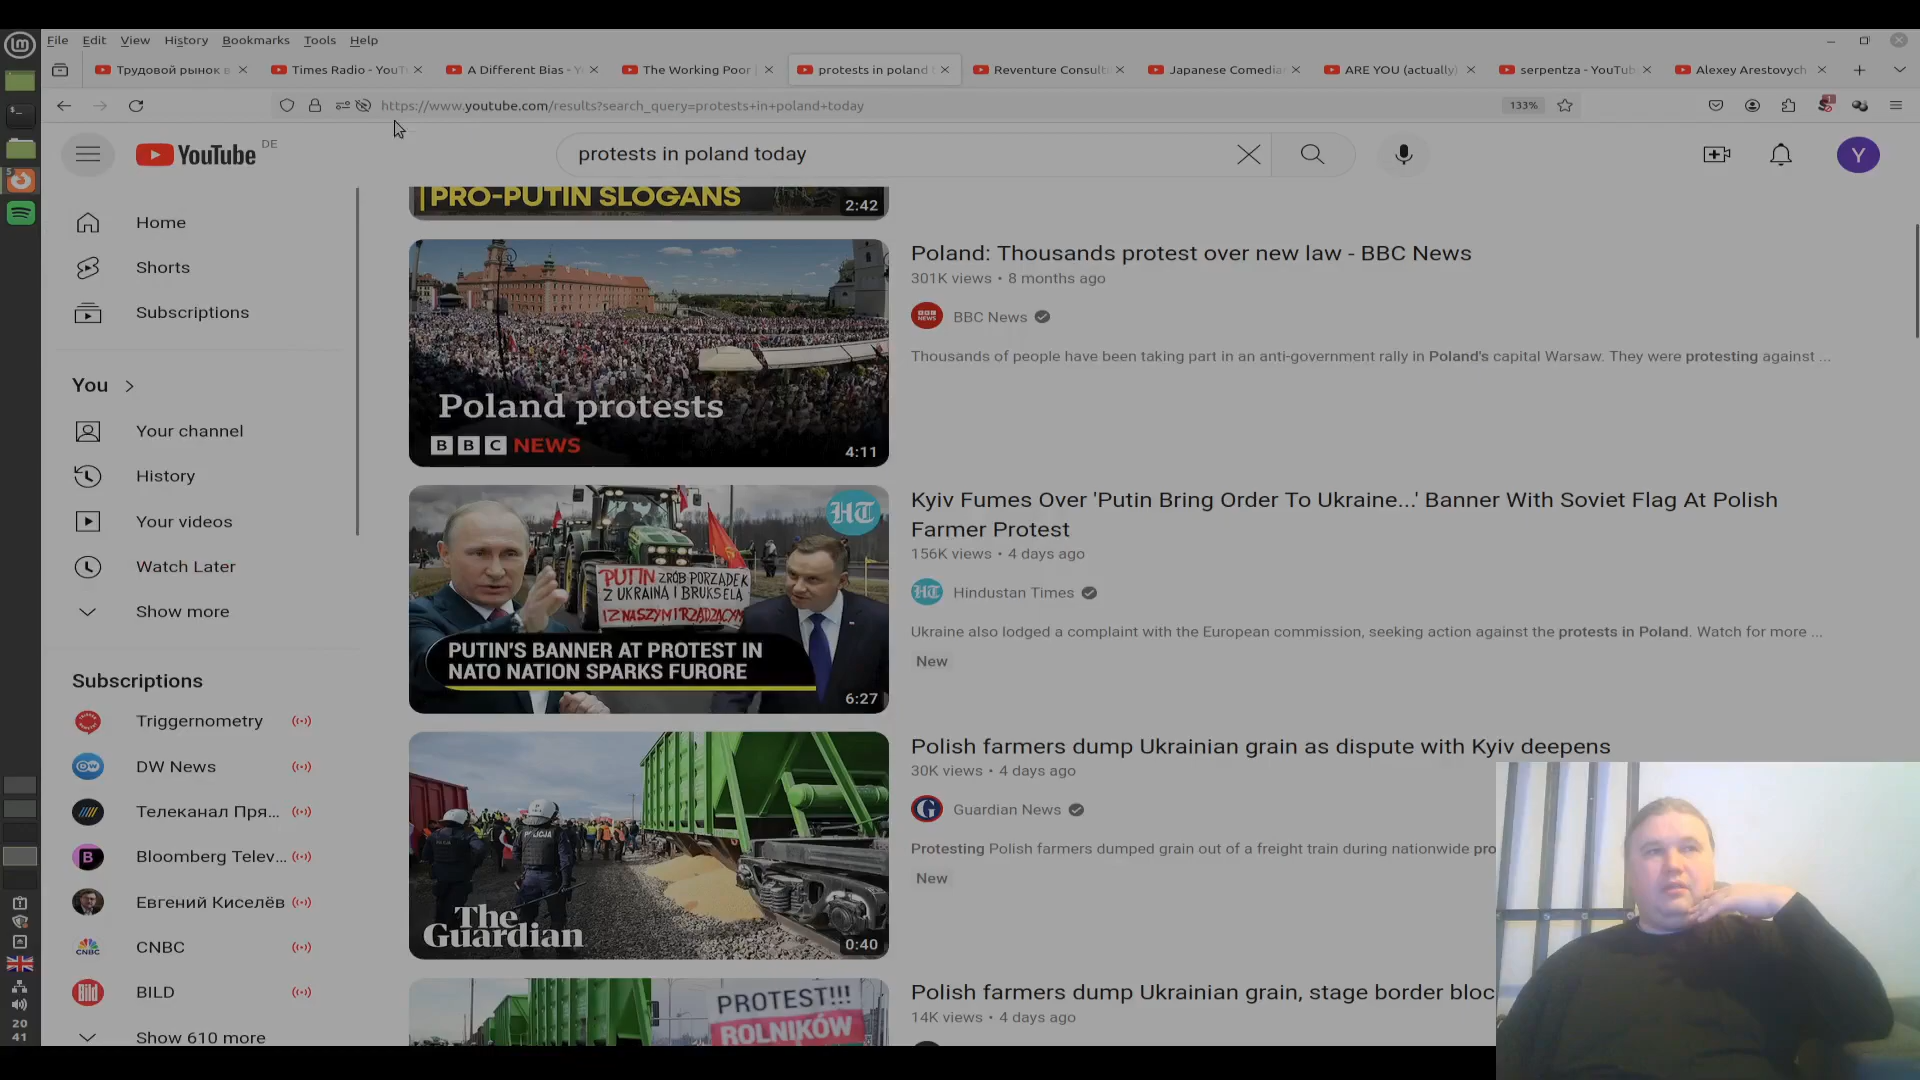 File Edit View History Bookmarks Tools Help
Трудовой рынок в
Times Radio - YouT
A Different Bias - Y
The Working Poor |
protests in poland
Reventure Consult
Japanese Comedia
ARE YOU (actually)
serpentza - YouTub
Alexey Arestovych
https://www.youtube.com/results?search_query=protests+in+poland+today
133%
YouTube DE
protests in poland today
Y
Home
Shorts
Subscriptions
You
Your channel
History
Your videos
Watch Later
Show more
Subscriptions
Triggernometry
DW News
Телеканал Пря...
Bloomberg Telev...
Евгений Киселёв
CNBC
BILD
Show 610 more
PRO-PUTIN SLOGANS
2:42
Poland protests
BBC NEWS
4:11
Poland: Thousands protest over new law - BBC News
301K views • 8 months ago
BBC News
Thousands of people have been taking part in an anti-government rally in Poland's capital Warsaw. They were protesting against ...
HT
PUTIN ZRÓB PORZĄDEK
Z UKRAINĄ I BRUKSELĄ
I Z NASZYMI RZĄDZĄCYMI
PUTIN'S BANNER AT PROTEST IN
NATO NATION SPARKS FURORE
6:27
Kyiv Fumes Over 'Putin Bring Order To Ukraine...' Banner With Soviet Flag At Polish
Farmer Protest
156K views • 4 days ago
Hindustan Times
Ukraine also lodged a complaint with the European commission, seeking action against the protests in Poland. Watch for more ...
New
POLICJA
The
Guardian
0:40
Polish farmers dump Ukrainian grain as dispute with Kyiv deepens
30K views • 4 days ago
Guardian News
Protesting Polish farmers dumped grain out of a freight train during nationwide pro
New
PROTEST!!!
ROLNIKÓW
Polish farmers dump Ukrainian grain, stage border bloc
14K views • 4 days ago
20
41